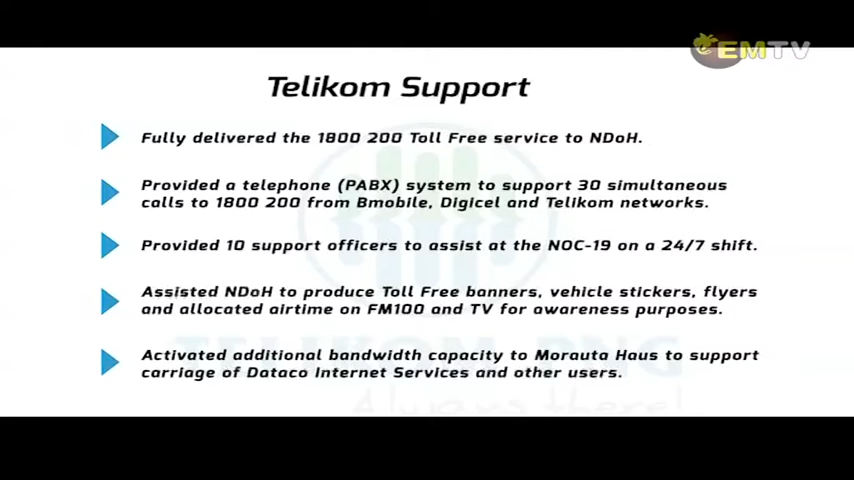 EMTV
Telikom Support
Fully delivered the 1800 200 Toll Free service to NDoH.
Provided a telephone (PABX) system to support 30 simultaneous
calls to 1800 200 from Bmobile, Digicel and Telikom networks.
Provided 10 support officers to assist at the NOC-19 on a 24/7 shift.
Assisted NDoH to produce Toll Free banners, vehicle stickers, flyers
and allocated airtime on FM100 and TV for awareness purposes.
Activated additional bandwidth capacity to Morauta Haus to support
carriage of Dataco Internet Services and other users.
TELIKOM PNG
Always there!